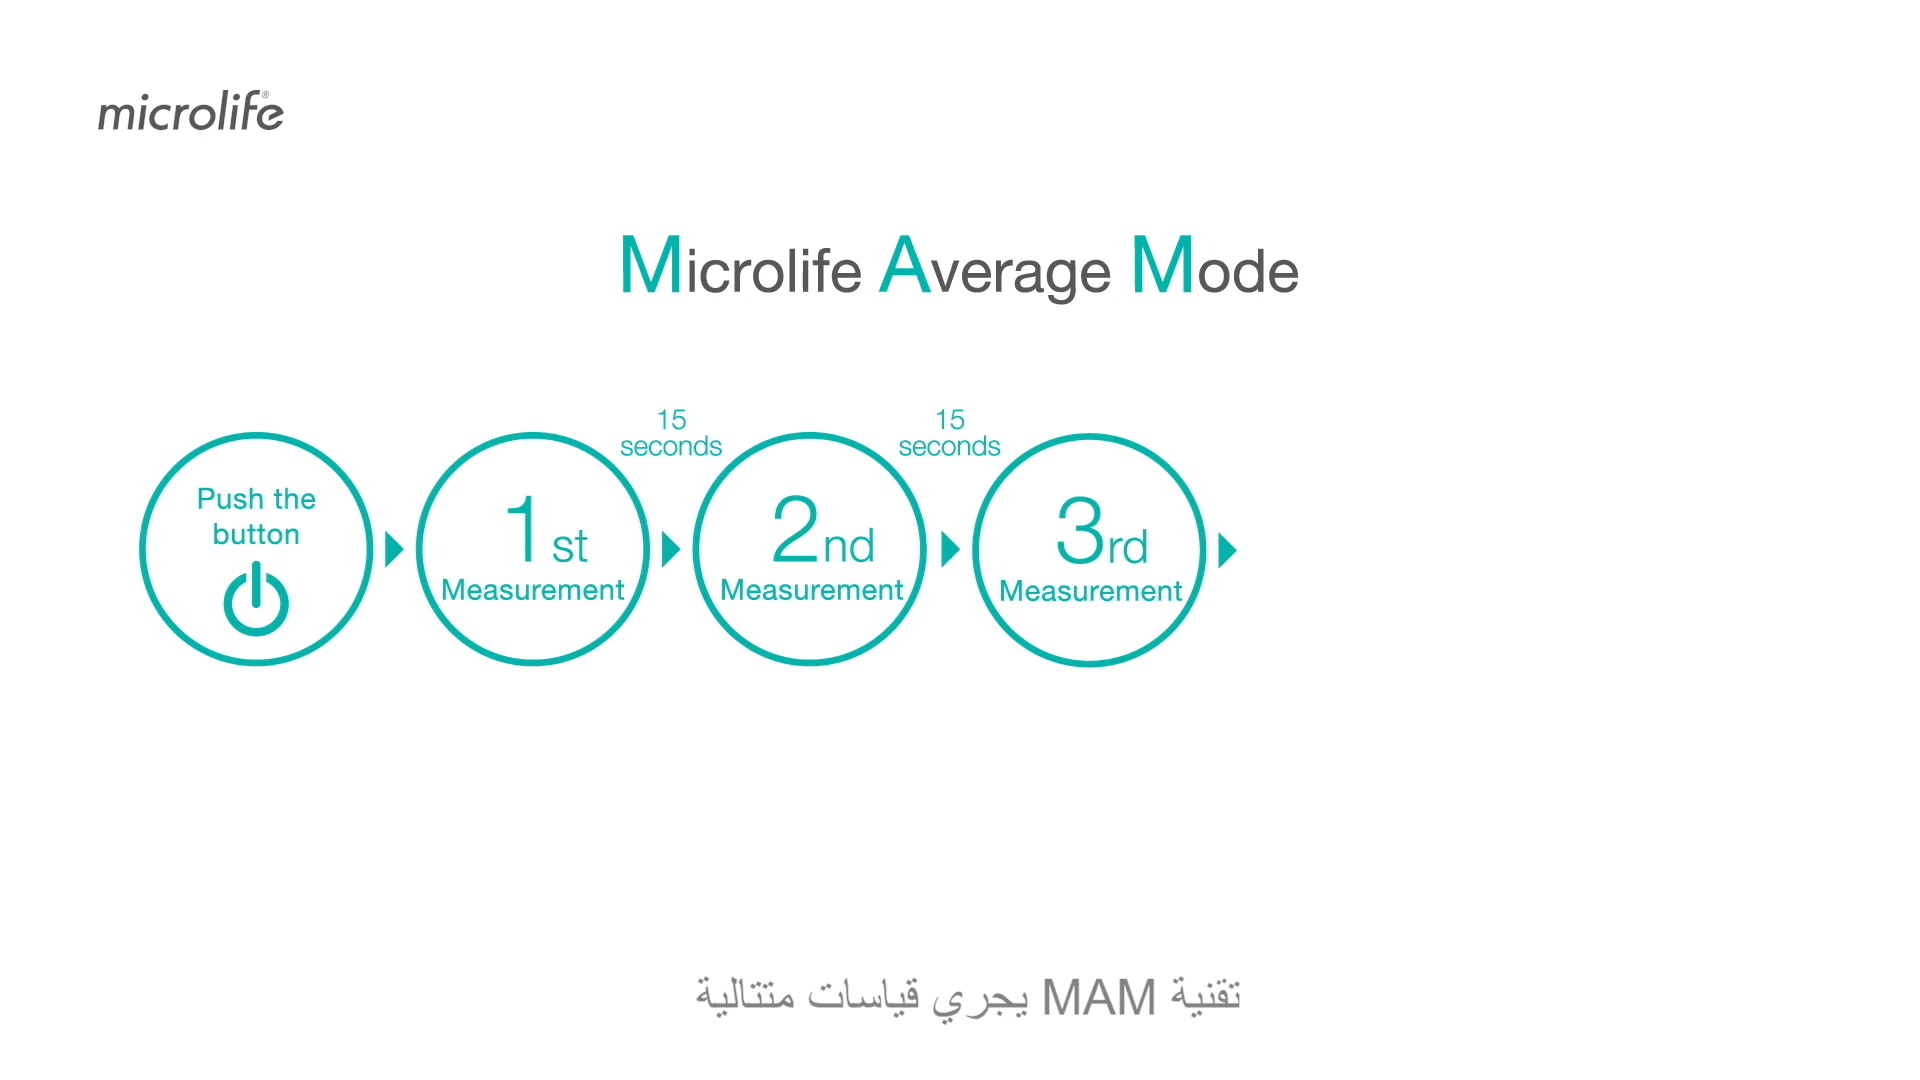 microlife®
Microlife Average Mode
Push the
button
1st
Measurement
15
seconds
2nd
Measurement
15
seconds
3rd
Measurement
تقنية MAM يجري قياسات متتالية